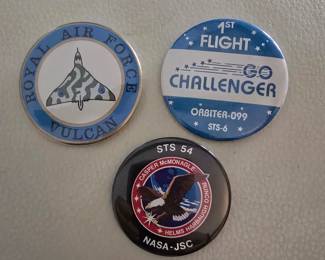 ROYAL AIR FORCE
VULCAN
1ST
FLIGHT
GO
CHALLENGER
ORBITER-099
STS-6
STS 54
CASPER McMONAGLE
RUNCO
HELMS HARBAUGH
NASA-JSC